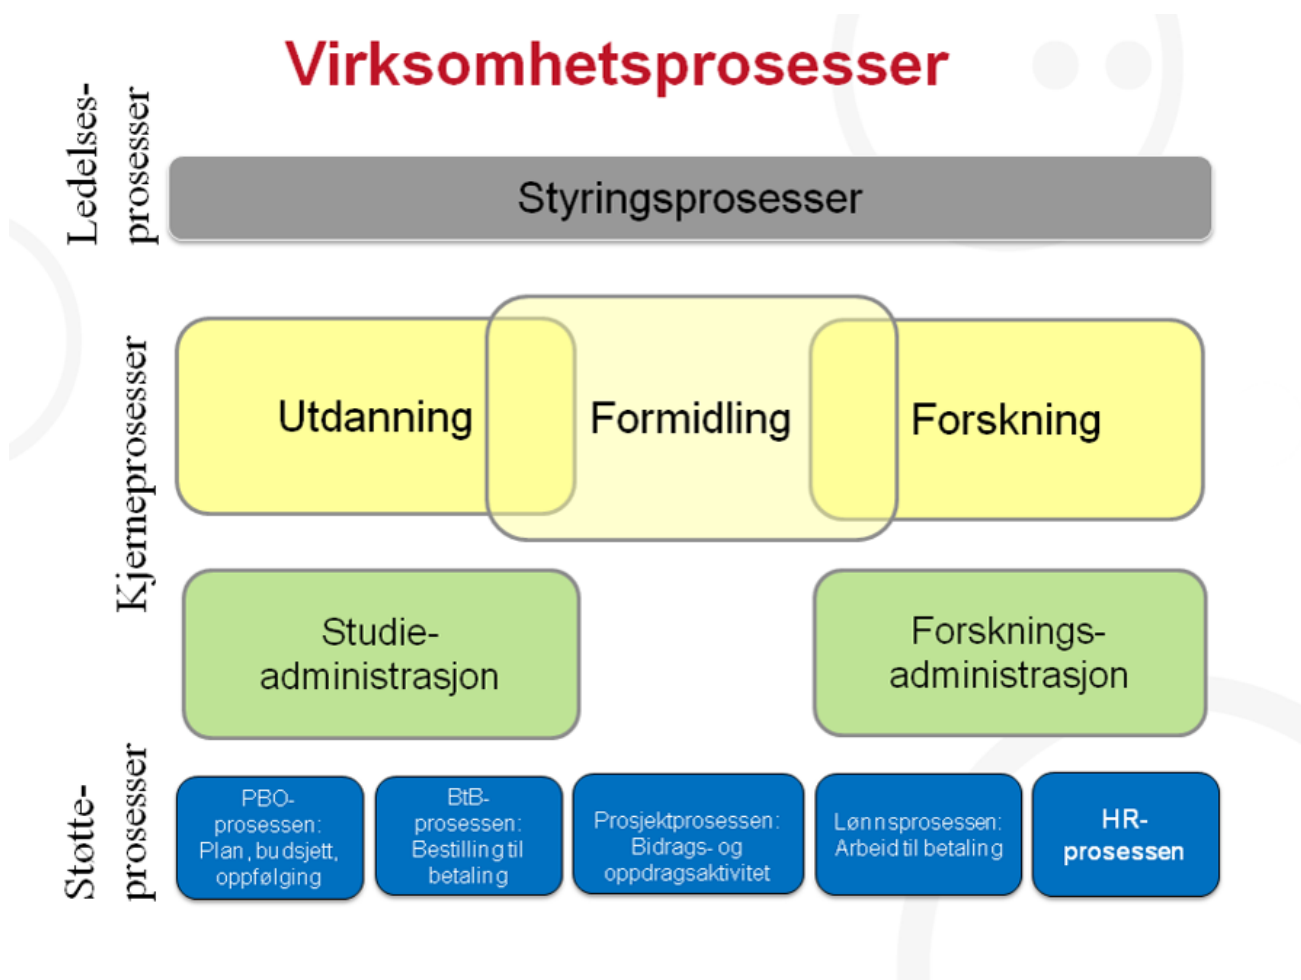 Virksomhetsprosesser
Ledelses-
prosesser
Styringsprosesser
Kjerneprosesser
Utdanning
Formidling
Forskning
Studie-
administrasjon
Forsknings-
administrasjon
Støtte-
prosesser
PBO-
prosessen:
Plan, budsjett,
oppfølging
BtB-
prosessen:
Bestilling til
betaling
Prosjektprosessen:
Bidrags- og
oppdragsaktivitet
Lønnsprosessen:
Arbeid til betaling
HR-
prosessen